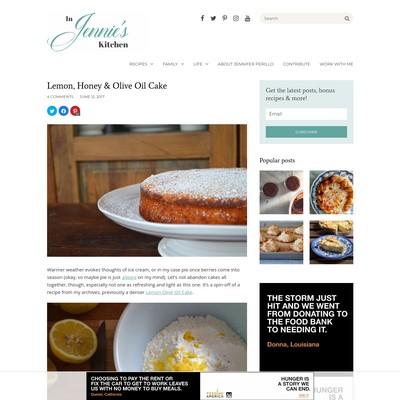 In
Jennie's
Kitchen
Search
RECIPES FAMILY LIFE ABOUT JENNIFER PERILLO CONTRIBUTE WORK WITH ME
Lemon, Honey & Olive Oil Cake
4 COMMENTS JUNE 12, 2017
Get the latest posts, bonus
recipes & more!
Email
SUBSCRIBE
Popular posts
Warmer weather evokes thoughts of ice cream, or in my case pie once berries come into
season (okay, so maybe pie is just always on my mind). Let's not abandon cakes all
together, though, especially not one as refreshing and light as this one. It's a spin-off of a
recipe from my archives, previously a denser Lemon Olive Oil Cake.
THE STORM JUST
HIT AND WE WENT
FROM DONATING TO
THE FOOD BANK
TO NEEDING IT.
Donna, Louisiana
CHOOSING TO PAY THE RENT OR
FIX THE CAR TO GET TO WORK LEAVES
US WITH NO MONEY TO BUY MEALS.
Daniel, California
FEEDING
AMERICA
HUNGER IS
A STORY WE
CAN END.
HUNGER IS A